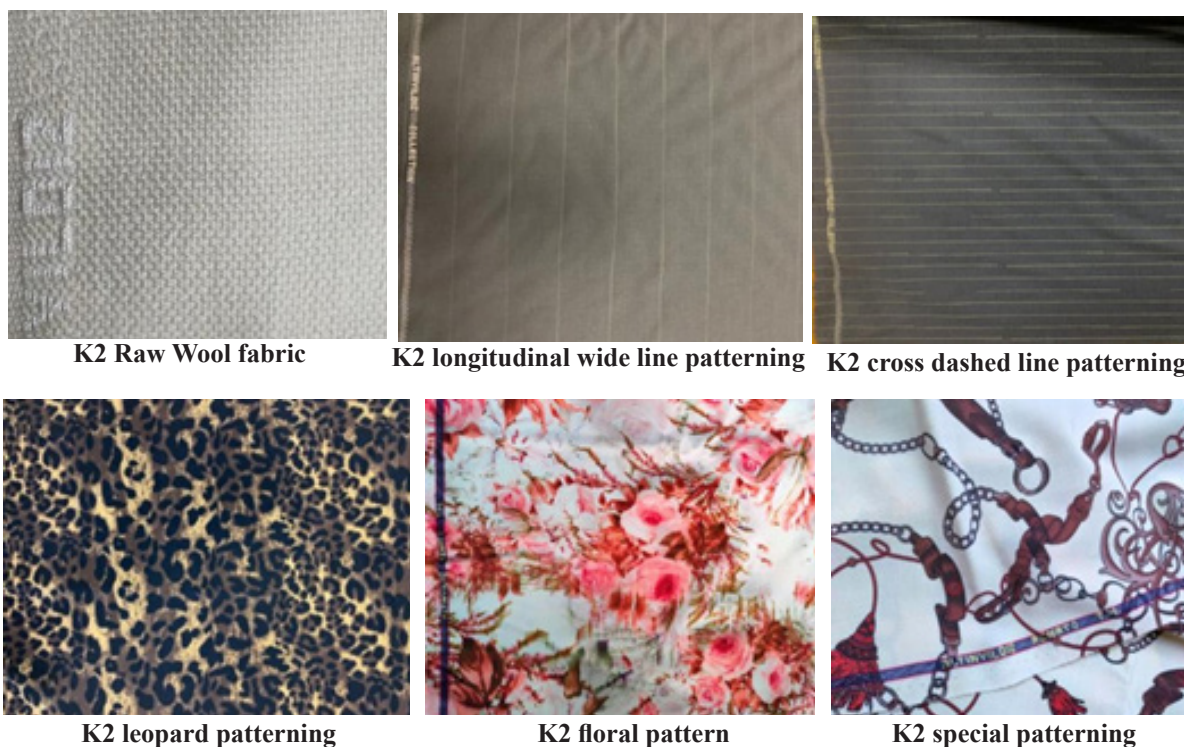 K2 Raw Wool fabric
K2 longitudinal wide line patterning
K2 cross dashed line patterning
K2 leopard patterning
K2 floral pattern
K2 special patterning